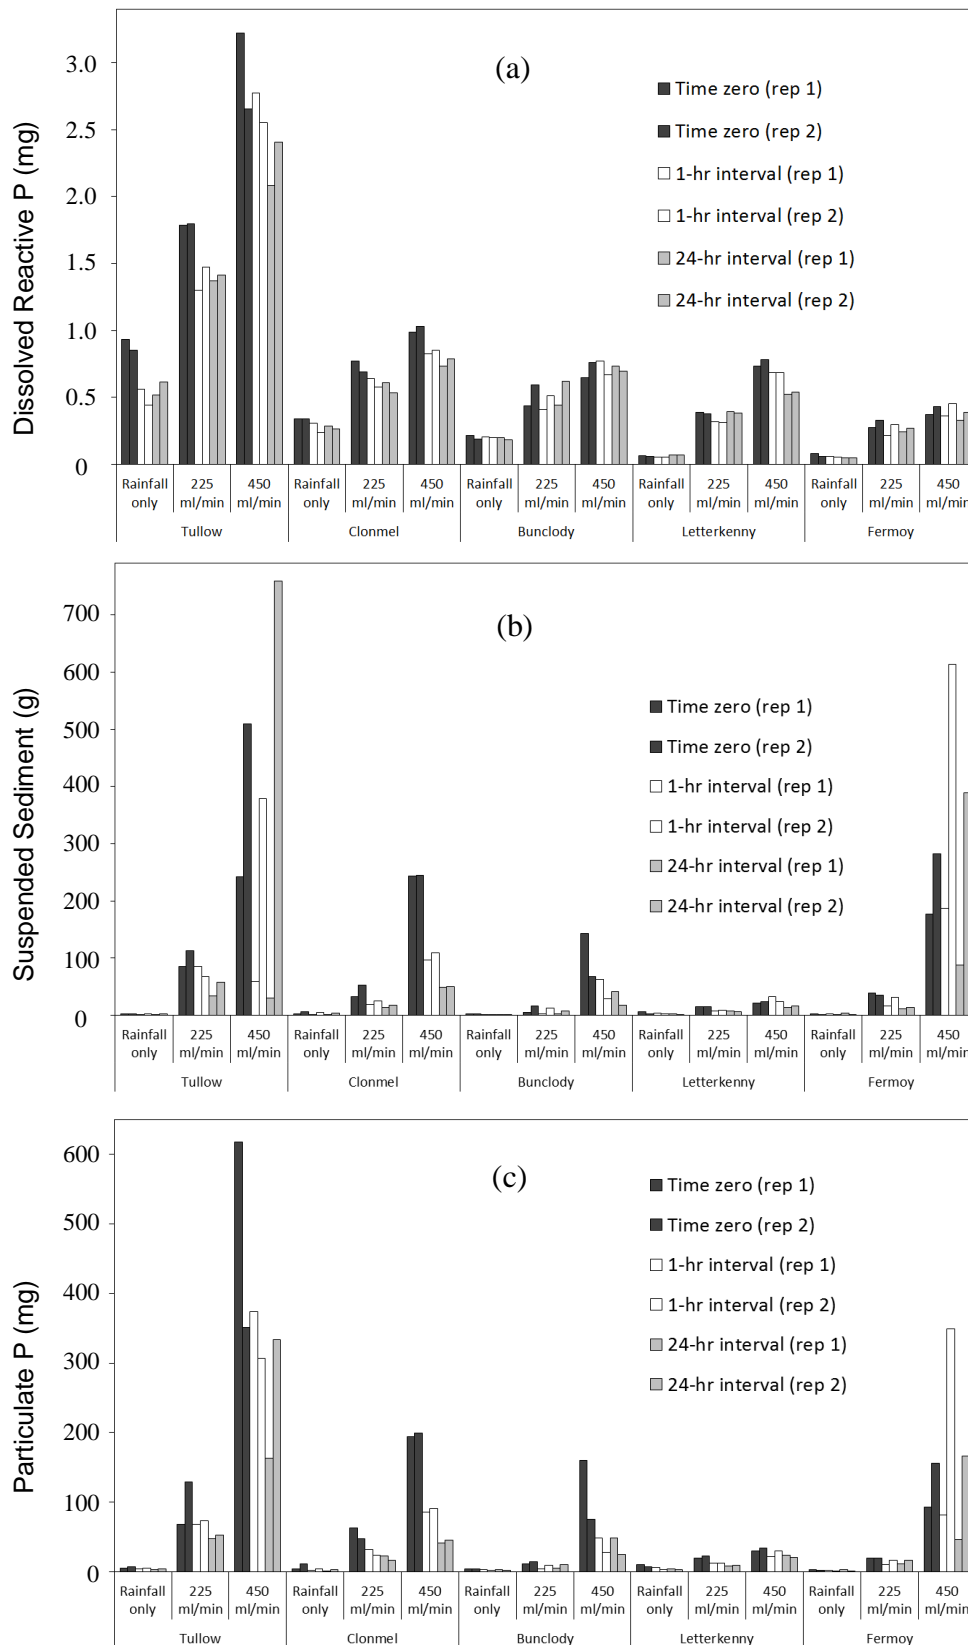 Dissolved Reactive P (mg)
(a)
3.0
2.5
2.0
1.5
1.0
0.5
0
Time zero (rep 1)
Time zero (rep 2)
1-hr interval (rep 1)
1-hr interval (rep 2)
24-hr interval (rep 1)
24-hr interval (rep 2)
Rainfall 225 450 Rainfall 225 450 Rainfall 225 450 Rainfall 225 450 Rainfall 225 450
only ml/min ml/min only ml/min ml/min only ml/min ml/min only ml/min ml/min only ml/min ml/min
Tullow Clonmel Bunclody Letterkenny Fermoy
Suspended Sediment (g)
(b)
700
600
500
400
300
200
100
0
Time zero (rep 1)
Time zero (rep 2)
1-hr interval (rep 1)
1-hr interval (rep 2)
24-hr interval (rep 1)
24-hr interval (rep 2)
Rainfall 225 450 Rainfall 225 450 Rainfall 225 450 Rainfall 225 450 Rainfall 225 450
only ml/min ml/min only ml/min ml/min only ml/min ml/min only ml/min ml/min only ml/min ml/min
Tullow Clonmel Bunclody Letterkenny Fermoy
Particulate P (mg)
(c)
600
500
400
300
200
100
0
Time zero (rep 1)
Time zero (rep 2)
1-hr interval (rep 1)
1-hr interval (rep 2)
24-hr interval (rep 1)
24-hr interval (rep 2)
Rainfall 225 450 Rainfall 225 450 Rainfall 225 450 Rainfall 225 450 Rainfall 225 450
only ml/min ml/min only ml/min ml/min only ml/min ml/min only ml/min ml/min only ml/min ml/min
Tullow Clonmel Bunclody Letterkenny Fermoy